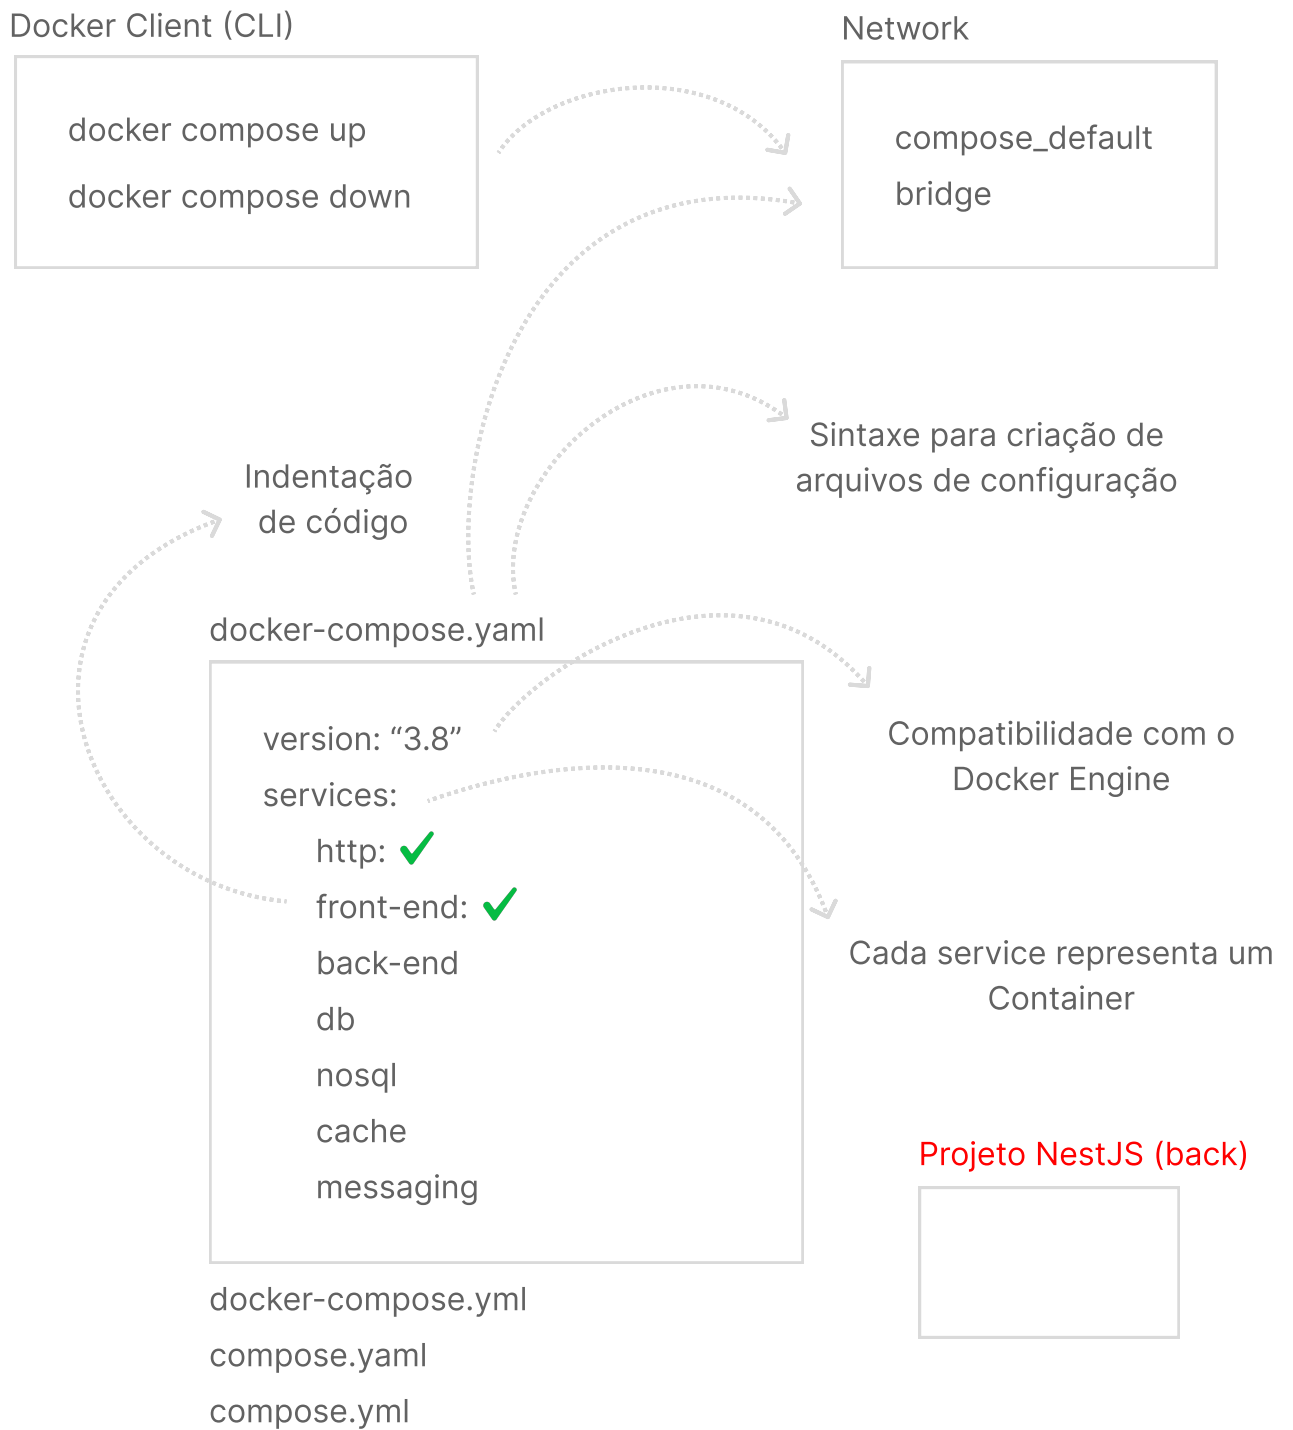 Docker Client (CLI)
docker compose up
docker compose down
Network
compose_default
bridge
Sintaxe para criação de
arquivos de configuração
Indentação
de código
docker-compose.yaml
version: “3.8”
services:
http:
front-end:
back-end
db
nosql
cache
messaging
Compatibilidade com o
Docker Engine
Cada service representa um
Container
Projeto NestJS (back)
docker-compose.yml
compose.yaml
compose.yml